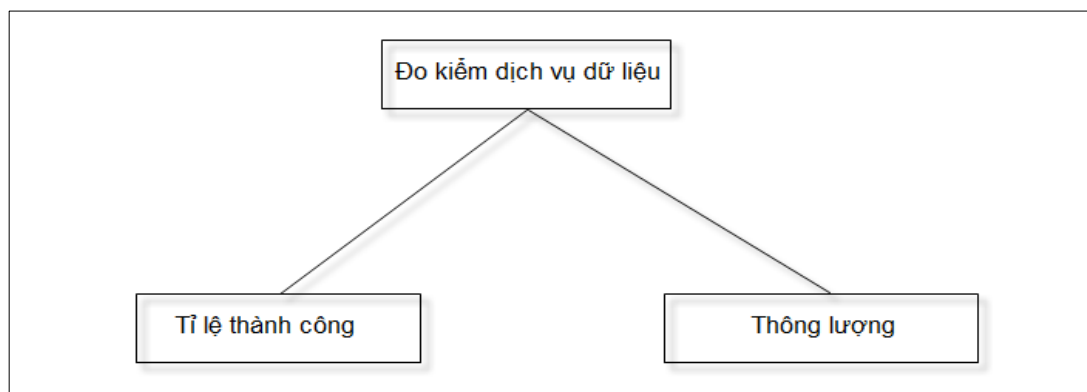 Đo kiểm dịch vụ dữ liệu
Tỉ lệ thành công
Thông lượng